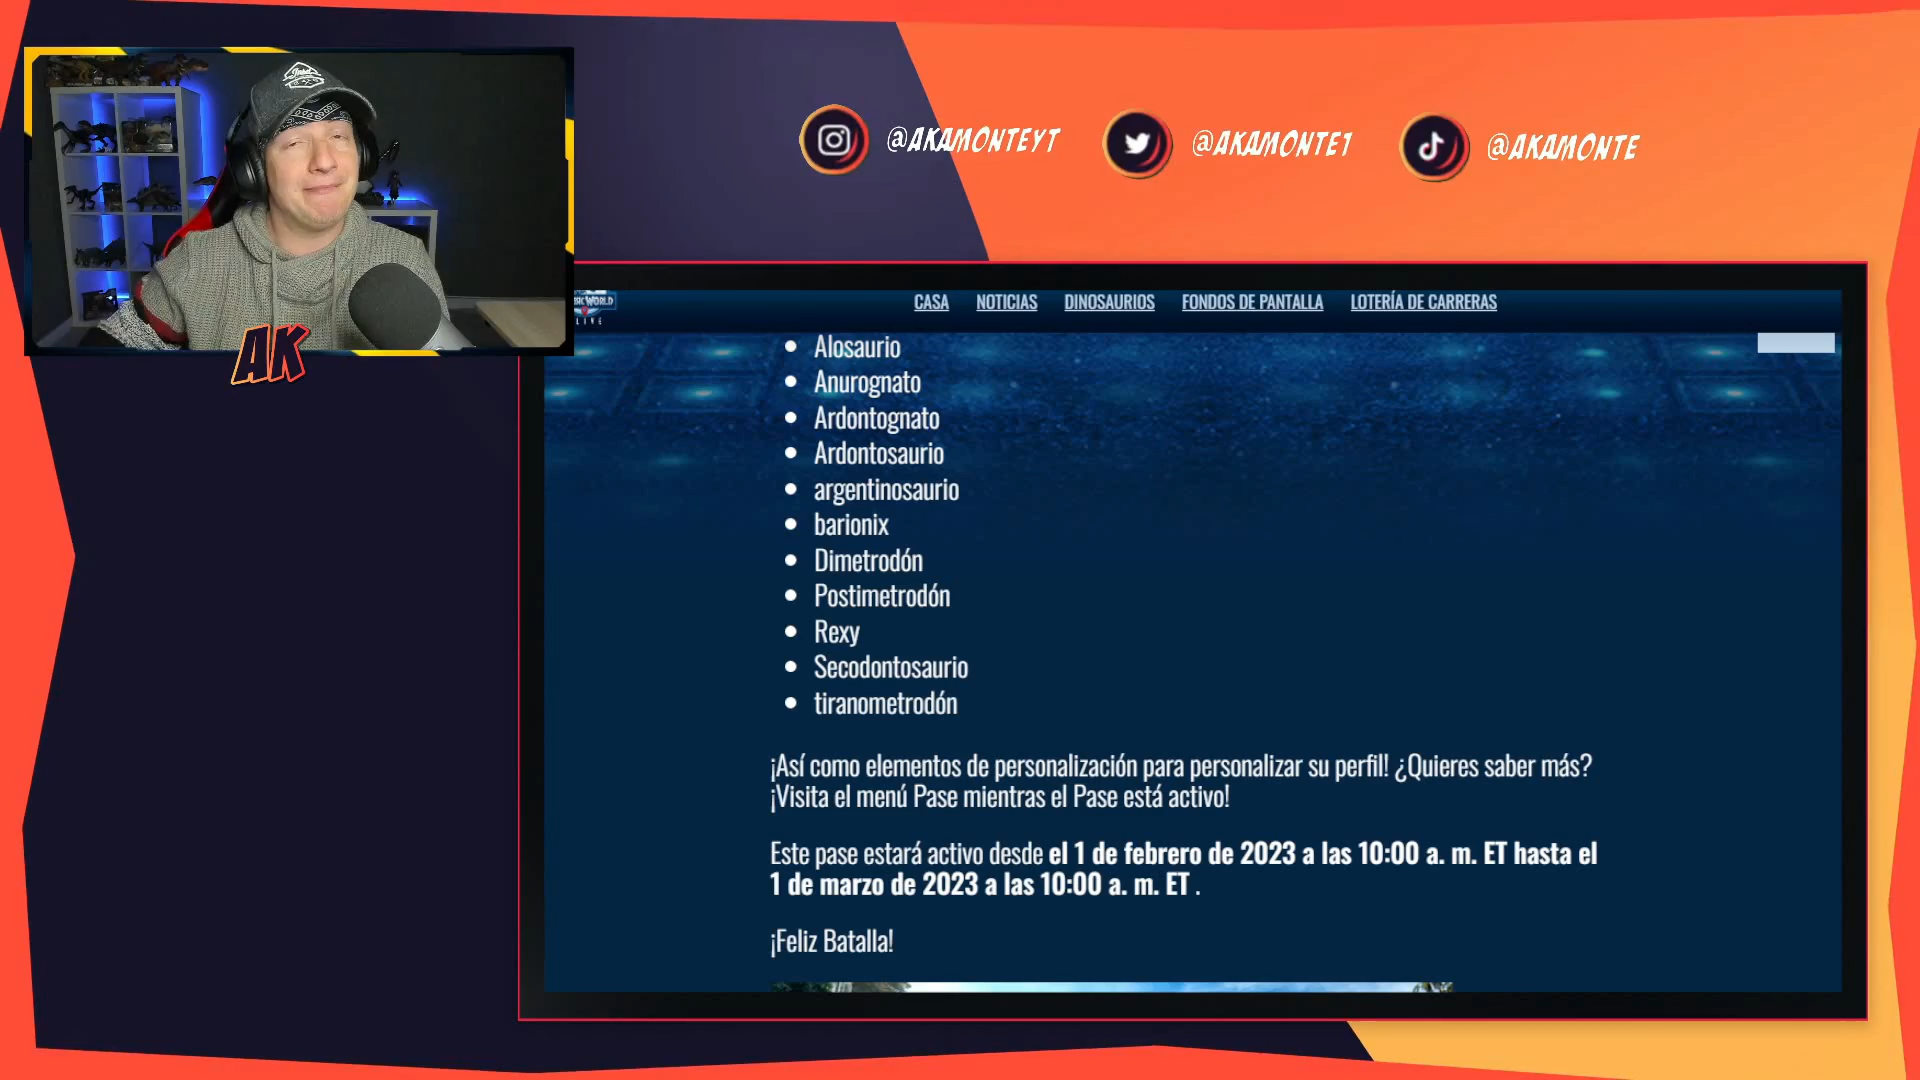 @AKAMONTEYT
@AKAMONTE1
@AKAMONTE
AK
WORLD
LIVE
CASA NOTICIAS DINOSAURIOS FONDOS DE PANTALLA LOTERÍA DE CARRERAS
Alosaurio
Anurognato
Ardontognato
Ardontosaurio
argentinosaurio
barionix
Dimetrodón
Postimetrodón
Rexy
Secodontosaurio
tiranometrodón
¡Así como elementos de personalización para personalizar su perfil! ¿Quieres saber más?
¡Visita el menú Pase mientras el Pase está activo!
Este pase estará activo desde el 1 de febrero de 2023 a las 10:00 a. m. ET hasta el
1 de marzo de 2023 a las 10:00 a. m. ET .
¡Feliz Batalla!